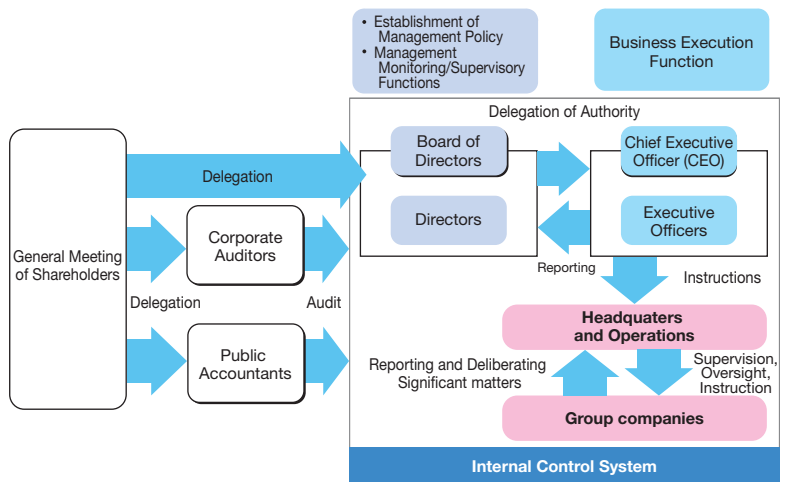 • Establishment of
Management Policy
• Management
Monitoring/Supervisory
Functions
Business Execution
Function
Delegation of Authority
Board of
Directors
Chief Executive
Officer (CEO)
Delegation
Directors
Executive
Officers
General Meeting
of Shareholders
Corporate
Auditors
Reporting
Instructions
Delegation
Audit
Headquaters
and Operations
Public
Accountants
Reporting and Deliberating
Significant matters
Supervision,
Oversight,
Instruction
Group companies
Internal Control System